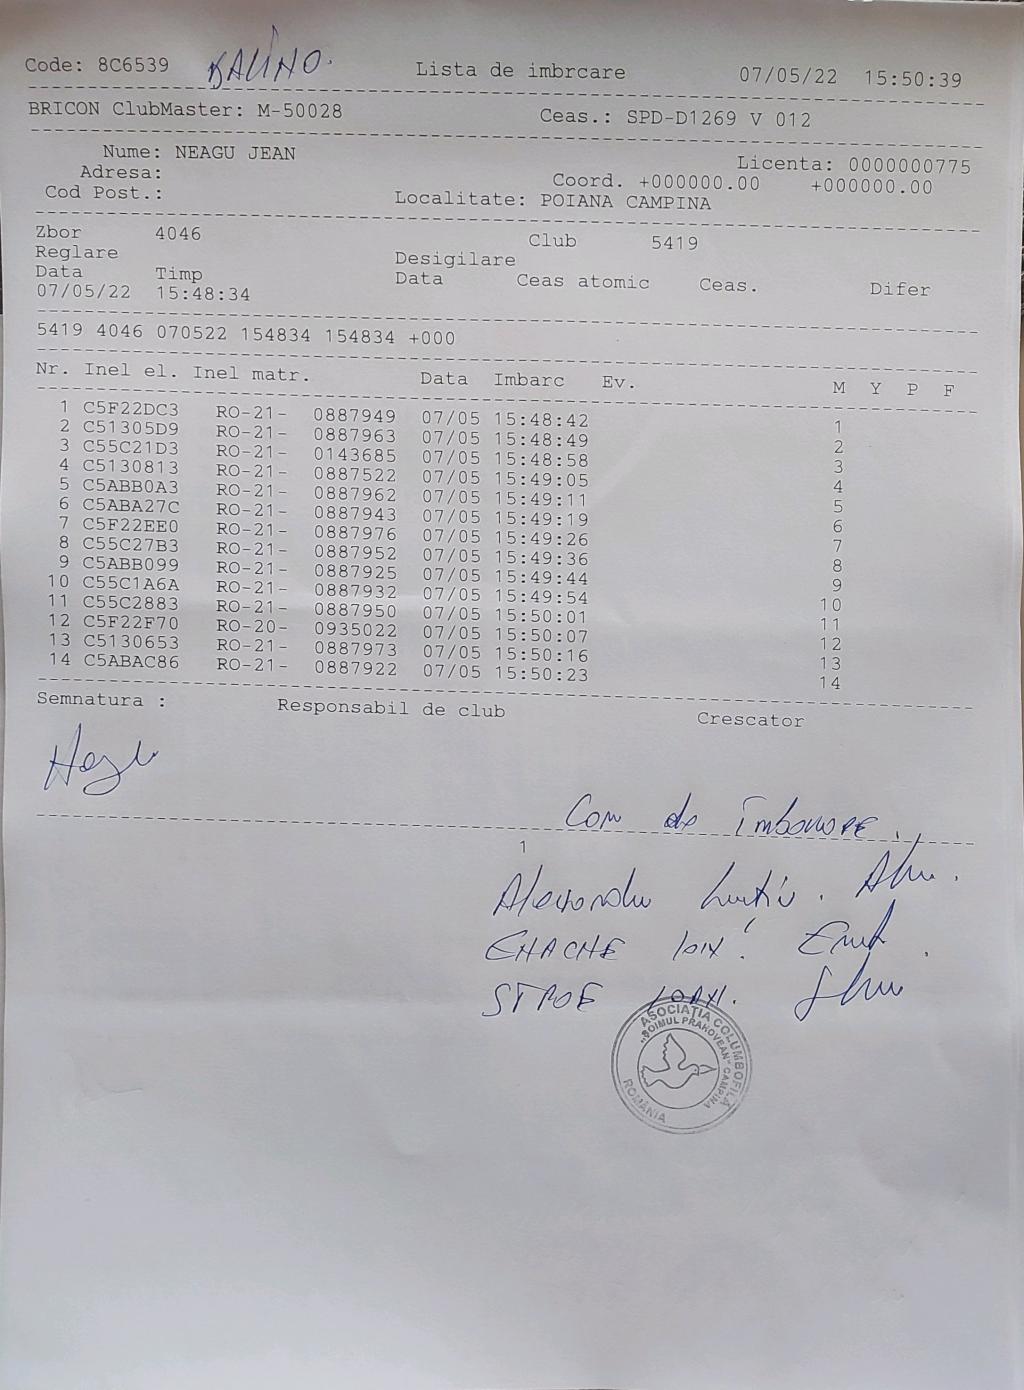 Code: 8C6539 BALINO. Lista de imbrcare 07/05/22 15:50:39
BRICON ClubMaster: M-50028 Ceas.: SPD-D1269 V 012
Nume: NEAGU JEAN Licenta: 0000000775
Adresa: Coord. +000000.00 +000000.00
Cod Post.: Localitate: POIANA CAMPINA
Zbor 4046 Club 5419
Reglare Desigilare
Data Timp Data Ceas atomic Ceas. Difer
07/05/22 15:48:34
5419 4046 070522 154834 154834 +000
Nr. Inel el. Inel matr. Data Imbarc Ev. M Y P F
1 C5F22DC3 RO-21- 0887949 07/05 15:48:42 1
2 C51305D9 RO-21- 0887963 07/05 15:48:49 2
3 C55C21D3 RO-21- 0143685 07/05 15:48:58 3
4 C5130813 RO-21- 0887522 07/05 15:49:05 4
5 C5ABB0A3 RO-21- 0887962 07/05 15:49:11 5
6 C5ABA27C RO-21- 0887943 07/05 15:49:19 6
7 C5F22EE0 RO-21- 0887976 07/05 15:49:26 7
8 C55C27B3 RO-21- 0887952 07/05 15:49:36 8
9 C5ABB099 RO-21- 0887925 07/05 15:49:44 9
10 C55C1A6A RO-21- 0887932 07/05 15:49:54 10
11 C55C2883 RO-21- 0887950 07/05 15:50:01 11
12 C5F22F70 RO-20- 0935022 07/05 15:50:07 12
13 C5130653 RO-21- 0887973 07/05 15:50:16 13
14 C5ABAC86 RO-21- 0887922 07/05 15:50:23 14
Semnatura : Responsabil de club Crescator
Com de
1
Alexandru
ENACHE
STROE
ASOCIAȚIA COLUMBOFILĂ
"ȘOIMUL PRAHOVEAN" CAMPINA
ROMÂNIA